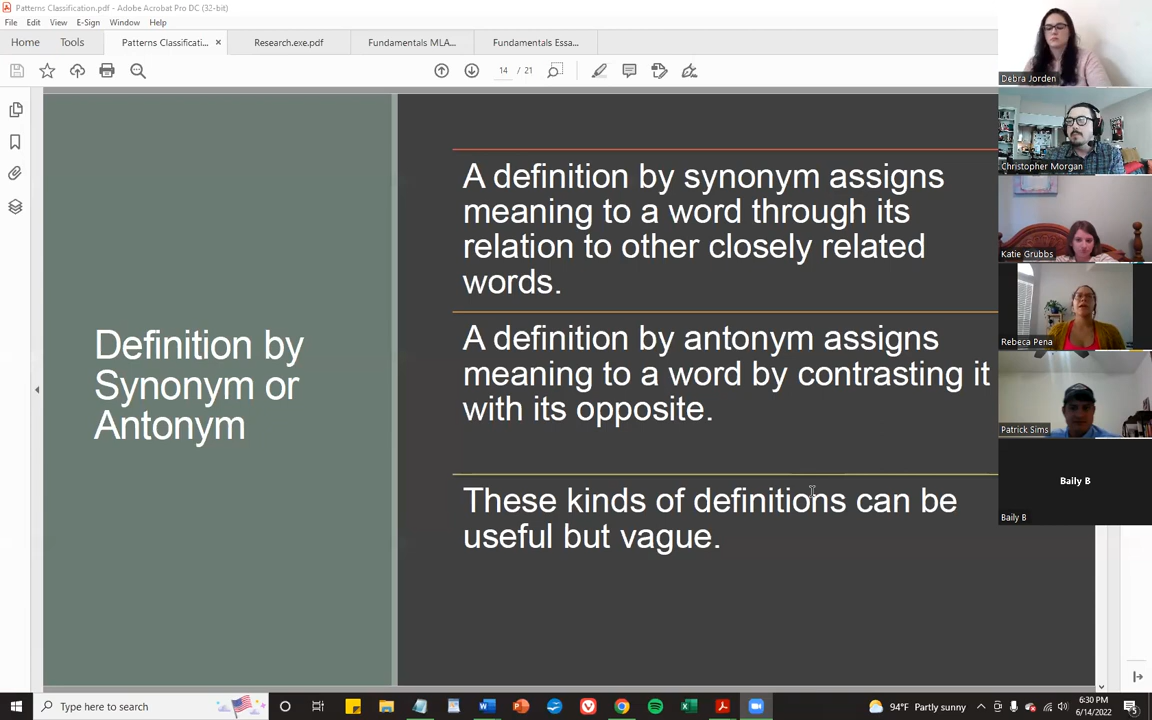 Patterns Classification.pdf - Adobe Acrobat Pro DC (32-bit)
File Edit View E-Sign Window Help
Home Tools Patterns Classificati... × Research.exe.pdf Fundamentals MLA... Fundamentals Essa...
14 / 21
Definition by
Synonym or
Antonym
A definition by synonym assigns
meaning to a word through its
relation to other closely related
words.
A definition by antonym assigns
meaning to a word by contrasting it
with its opposite.
These kinds of definitions can be
useful but vague.
Debra Jorden
Christopher Morgan
Katie Grubbs
Rebeca Pena
Patrick Sims
Baily B
Baily B
Type here to search
94°F Partly sunny
6:30 PM
6/14/2022
5